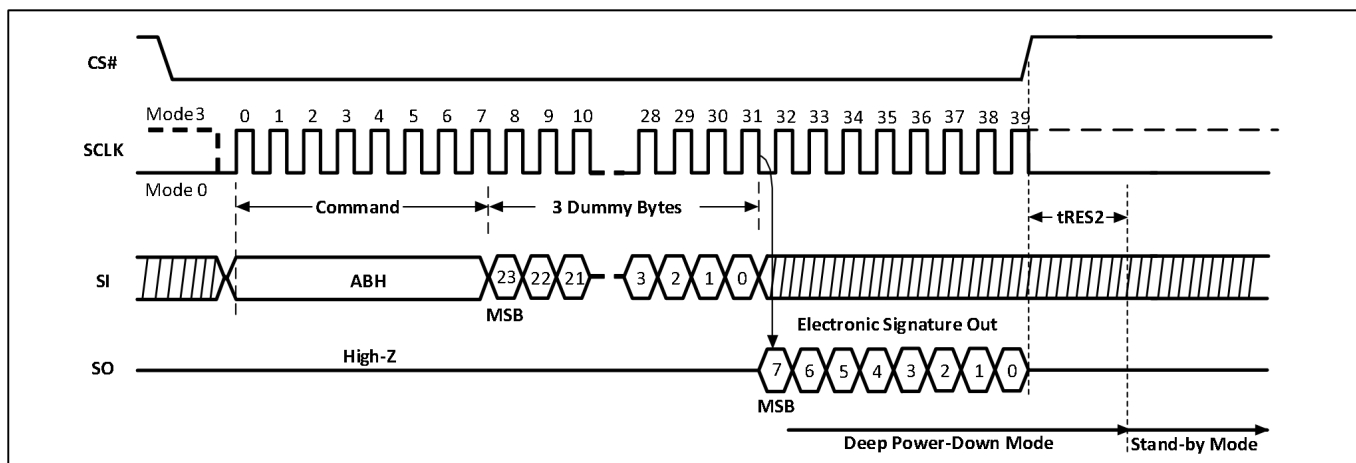 CS#
Mode 3
0 1 2 3 4 5 6 7 8 9 10 28 29 30 31 32 33 34 35 36 37 38 39
SCLK
Mode 0
Command
3 Dummy Bytes
tRES2
SI
ABH
23 22 21 3 2 1 0
MSB
Electronic Signature Out
High-Z
SO
7 6 5 4 3 2 1 0
MSB
Deep Power-Down Mode
Stand-by Mode